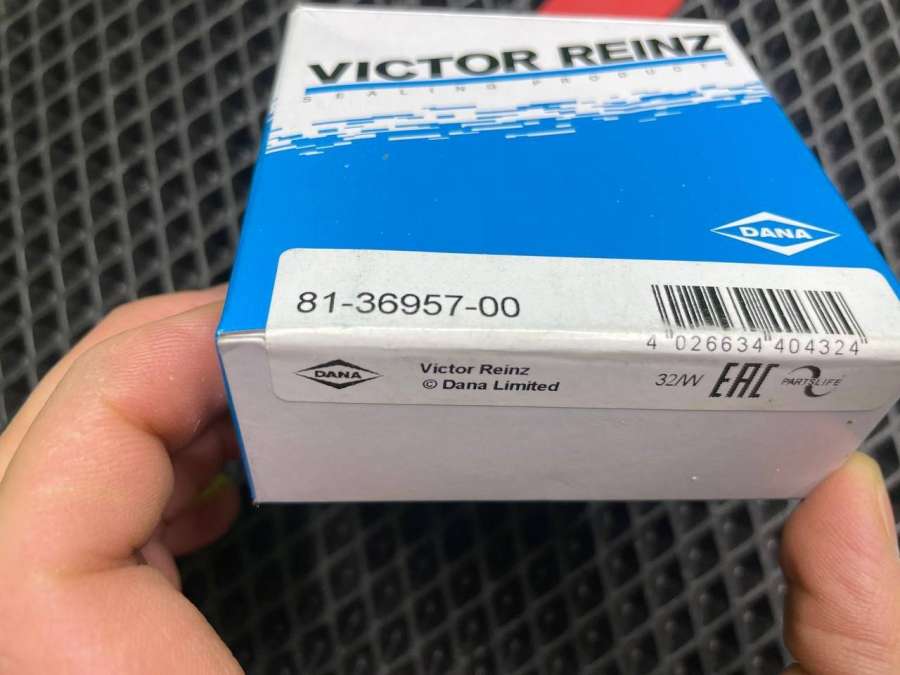 VICTOR REINZ
SEALING PRODUCTS
DANA
81-36957-00
4 026634 404324
DANA
Victor Reinz
© Dana Limited
32/W
EAC
PARTSLIFE